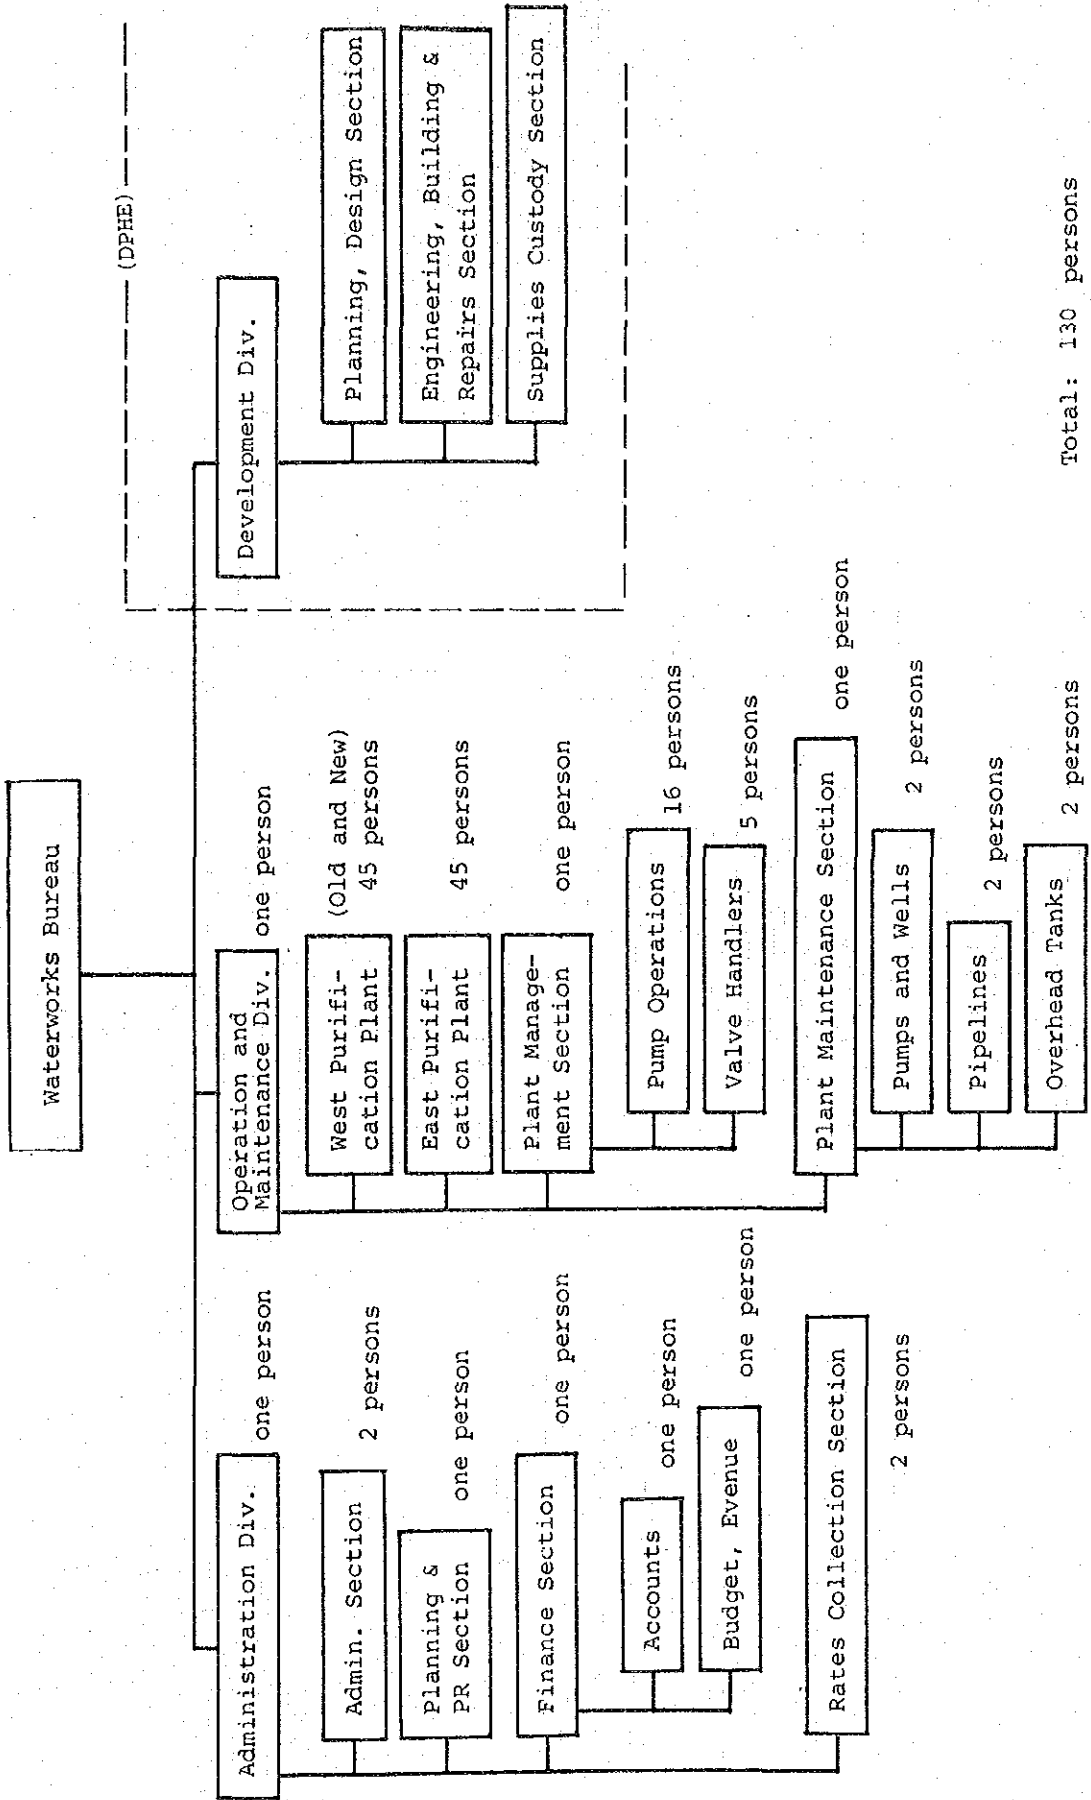 Waterworks Bureau
Administration Div.
one person
Admin. Section
2 persons
Planning &
PR Section
one person
Finance Section
one person
Accounts
one person
Budget, Evenue
one person
Rates Collection Section
2 persons
Operation and
Maintenance Div.
one person
West Purifi-
cation Plant
(Old and New)
45 persons
East Purifi-
cation Plant
45 persons
Plant Manage-
ment Section
one person
Pump Operations
16 persons
Valve Handlers
5 persons
Plant Maintenance Section
one person
Pumps and Wells
2 persons
Pipelines
2 persons
Overhead Tanks
2 persons
(DPHE)
Development Div.
Planning, Design Section
Engineering, Building &
Repairs Section
Supplies Custody Section
Total: 130 persons